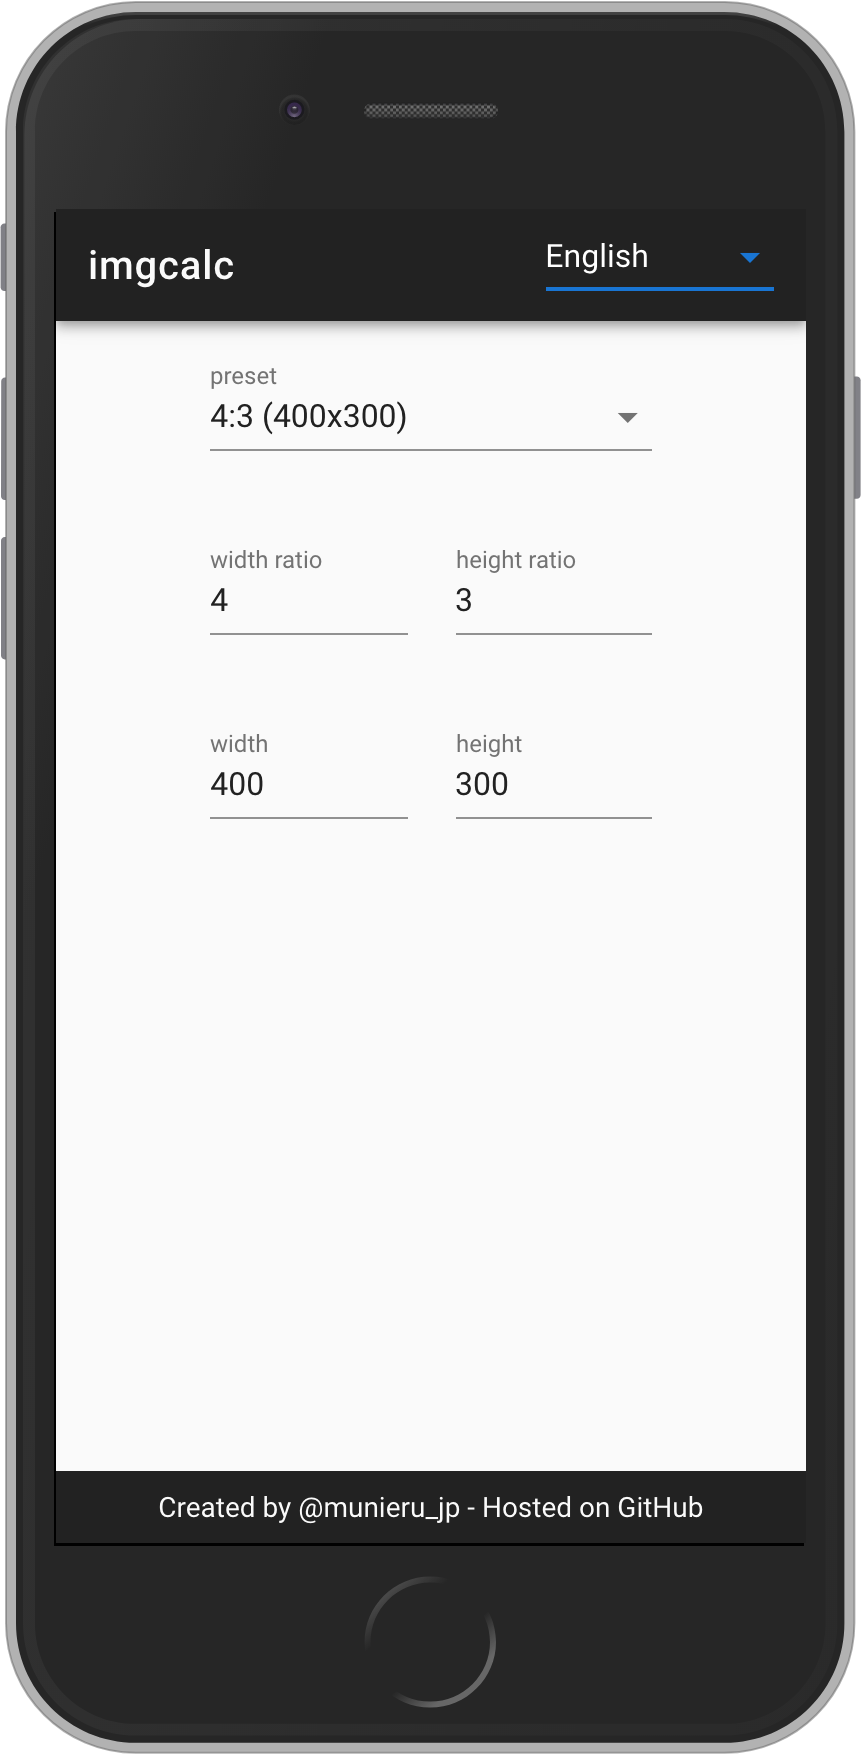 imgcalc
English
preset
4:3 (400x300)
width ratio
height ratio
4
3
width
height
400
300
Created by @munieru_jp - Hosted on GitHub